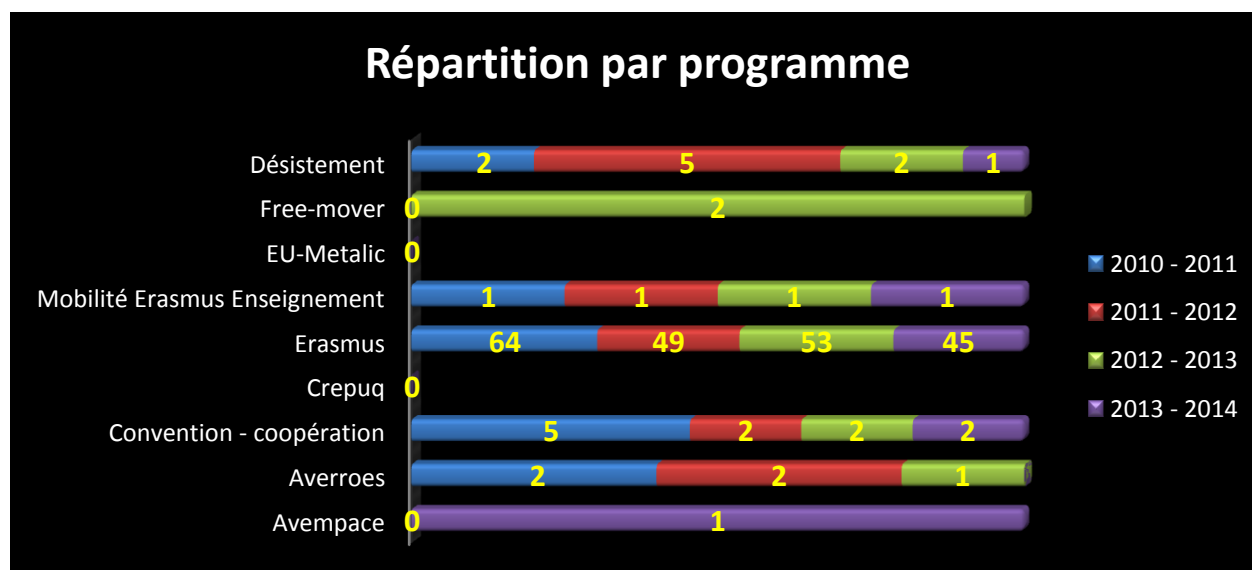 Répartition par programme
Désistement 2 5 2 1
Free-mover 0 2
EU-Metalic 0
Mobilité Erasmus Enseignement 1 1 1 1
Erasmus 64 49 53 45
Crepuq 0
Convention - coopération 5 2 2 2
Averroes 2 2 1
Avempace 0 1
2010 - 2011
2011 - 2012
2012 - 2013
2013 - 2014